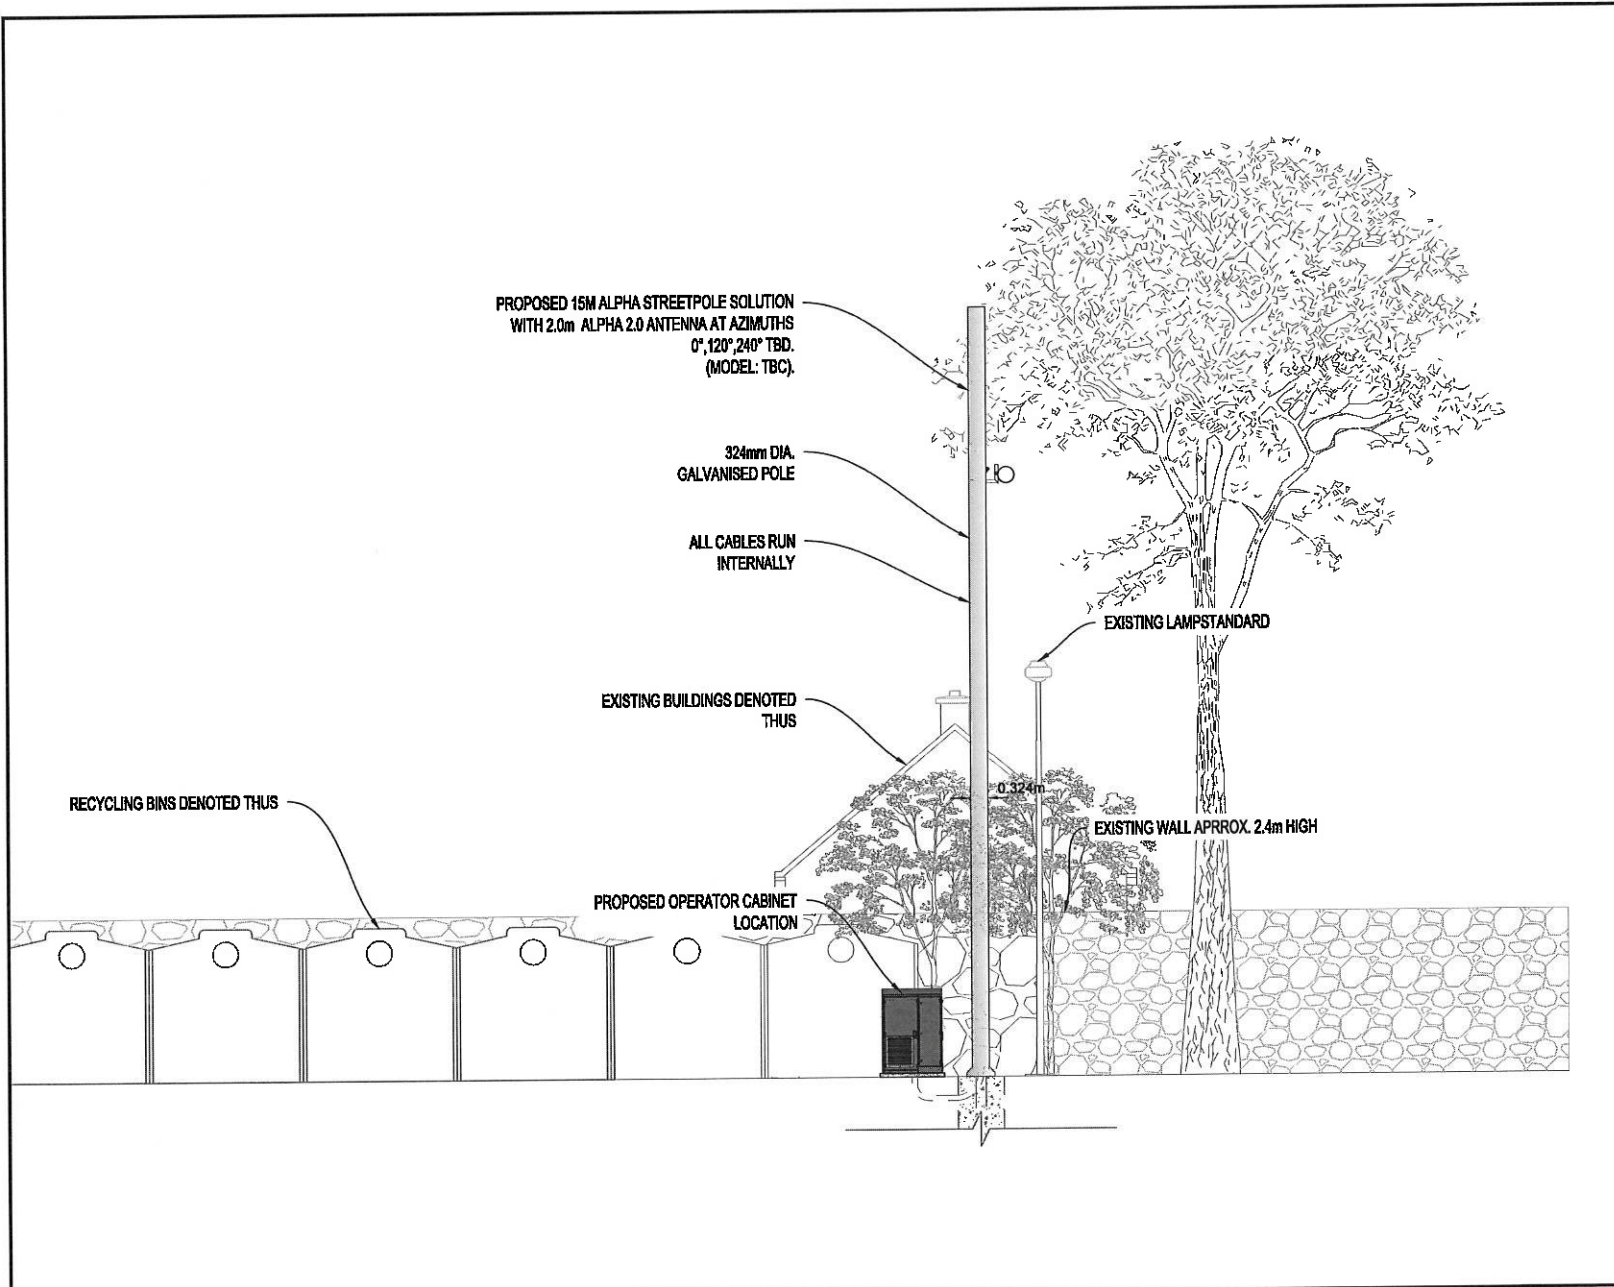 PROPOSED 15M ALPHA STREETPOLE SOLUTION
WITH 2.0m ALPHA 2.0 ANTENNA AT AZIMUTHS
0°,120°,240° TBD.
(MODEL: TBC).
324mm DIA.
GALVANISED POLE
ALL CABLES RUN
INTERNALLY
EXISTING LAMPSTANDARD
EXISTING BUILDINGS DENOTED
THUS
0.324m
RECYCLING BINS DENOTED THUS
EXISTING WALL APRROX. 2.4m HIGH
PROPOSED OPERATOR CABINET
LOCATION